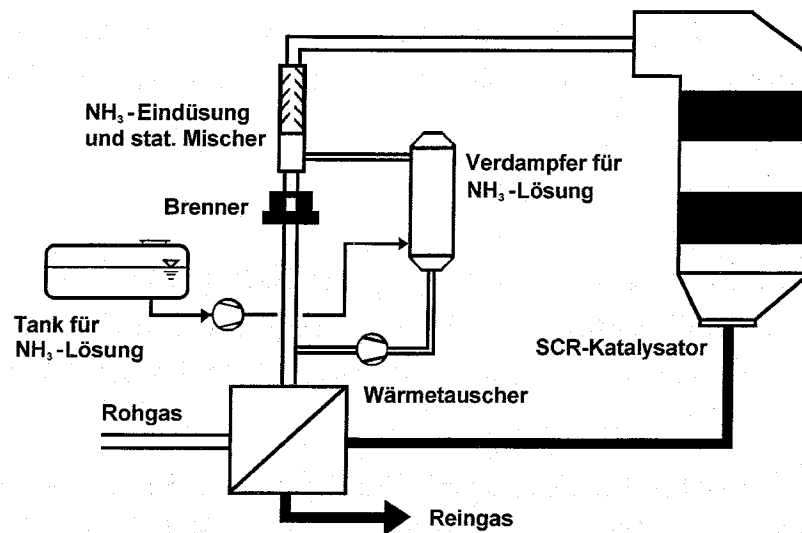 NH₃-Eindüsung
und stat. Mischer
Verdampfer für
NH₃-Lösung
Brenner
Tank für
NH₃-Lösung
SCR-Katalysator
Wärmetauscher
Rohgas
Reingas